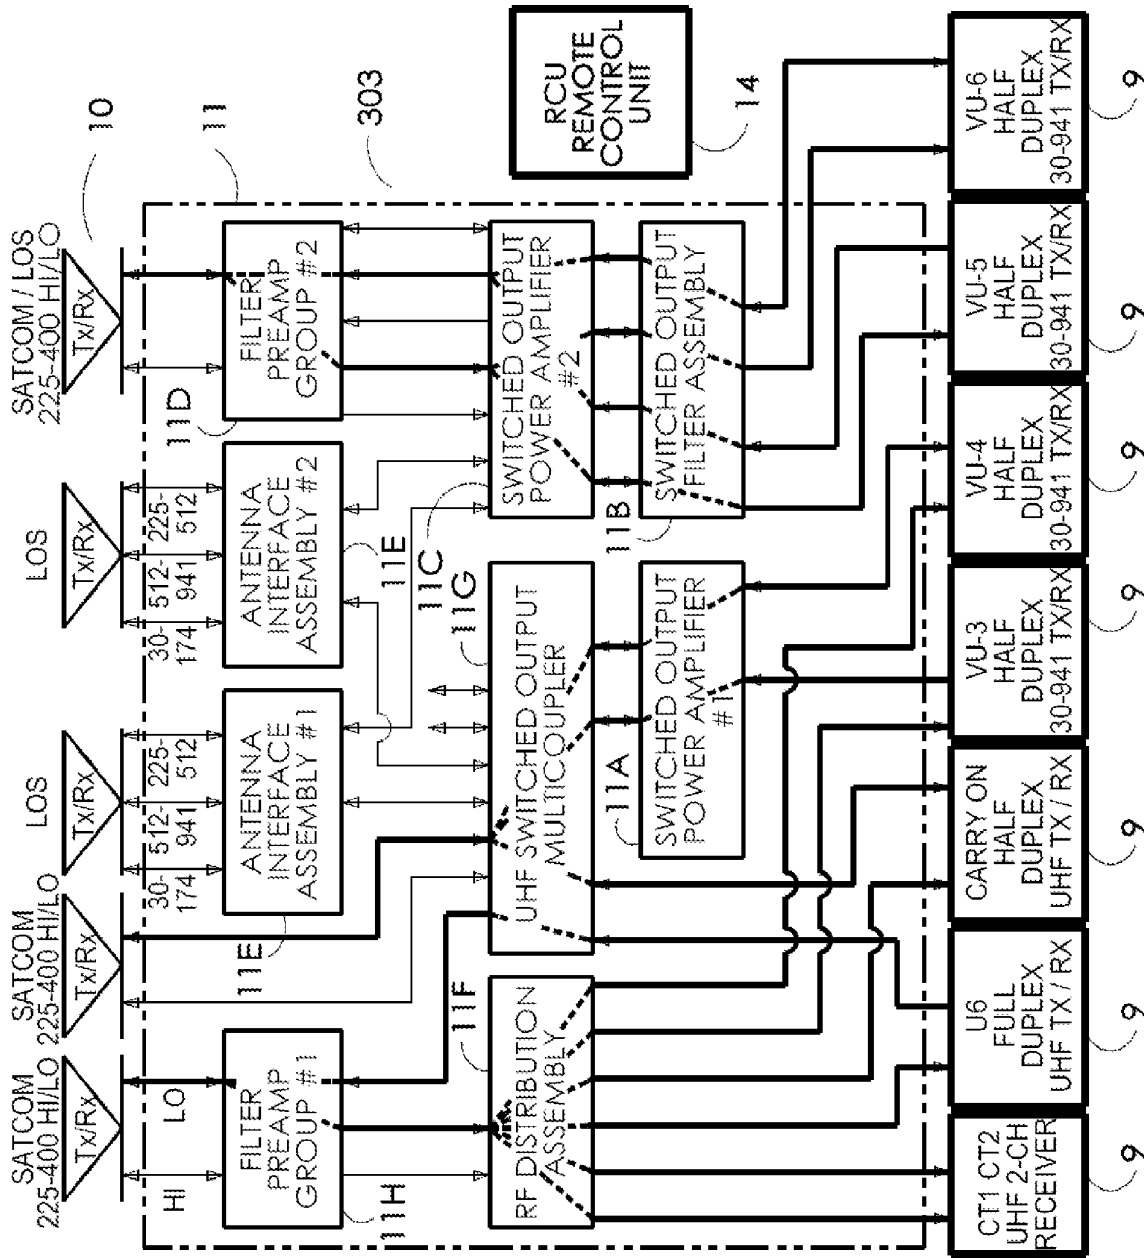 SATCOM
225-400 HI/LO
Tx/Rx
SATCOM
225-400 HI/LO
Tx/Rx
LOS
Tx/Rx
LOS
Tx/Rx
SATCOM / LOS
225-400 HI/LO
Tx/Rx
10
11
303
HI
LO
30-
174
512-
941
225-
512
30-
174
512-
941
225-
512
FILTER
PREAMP
GROUP #1
11H
ANTENNA
INTERFACE
ASSEMBLY #1
11E
ANTENNA
INTERFACE
ASSEMBLY #2
11E
FILTER
PREAMP
GROUP #2
11D
RF DISTRIBUTION
ASSEMBLY
11F
UHF SWITCHED OUTPUT
MULTICOUPLER
11G
SWITCHED OUTPUT
POWER AMPLIFIER
#2
11C
SWITCHED OUTPUT
POWER AMPLIFIER
#1
11A
SWITCHED OUTPUT
FILTER ASSEMBLY
11B
RCU
REMOTE
CONTROL
UNIT
14
CT1 CT2
UHF 2-CH
RECEIVER
9
U6
FULL
DUPLEX
UHF TX / RX
9
CARRY ON
HALF
DUPLEX
UHF TX / RX
9
VU-3
HALF
DUPLEX
30-941 TX/RX
9
VU-4
HALF
DUPLEX
30-941 TX/RX
9
VU-5
HALF
DUPLEX
30-941 TX/RX
9
VU-6
HALF
DUPLEX
30-941 TX/RX
9